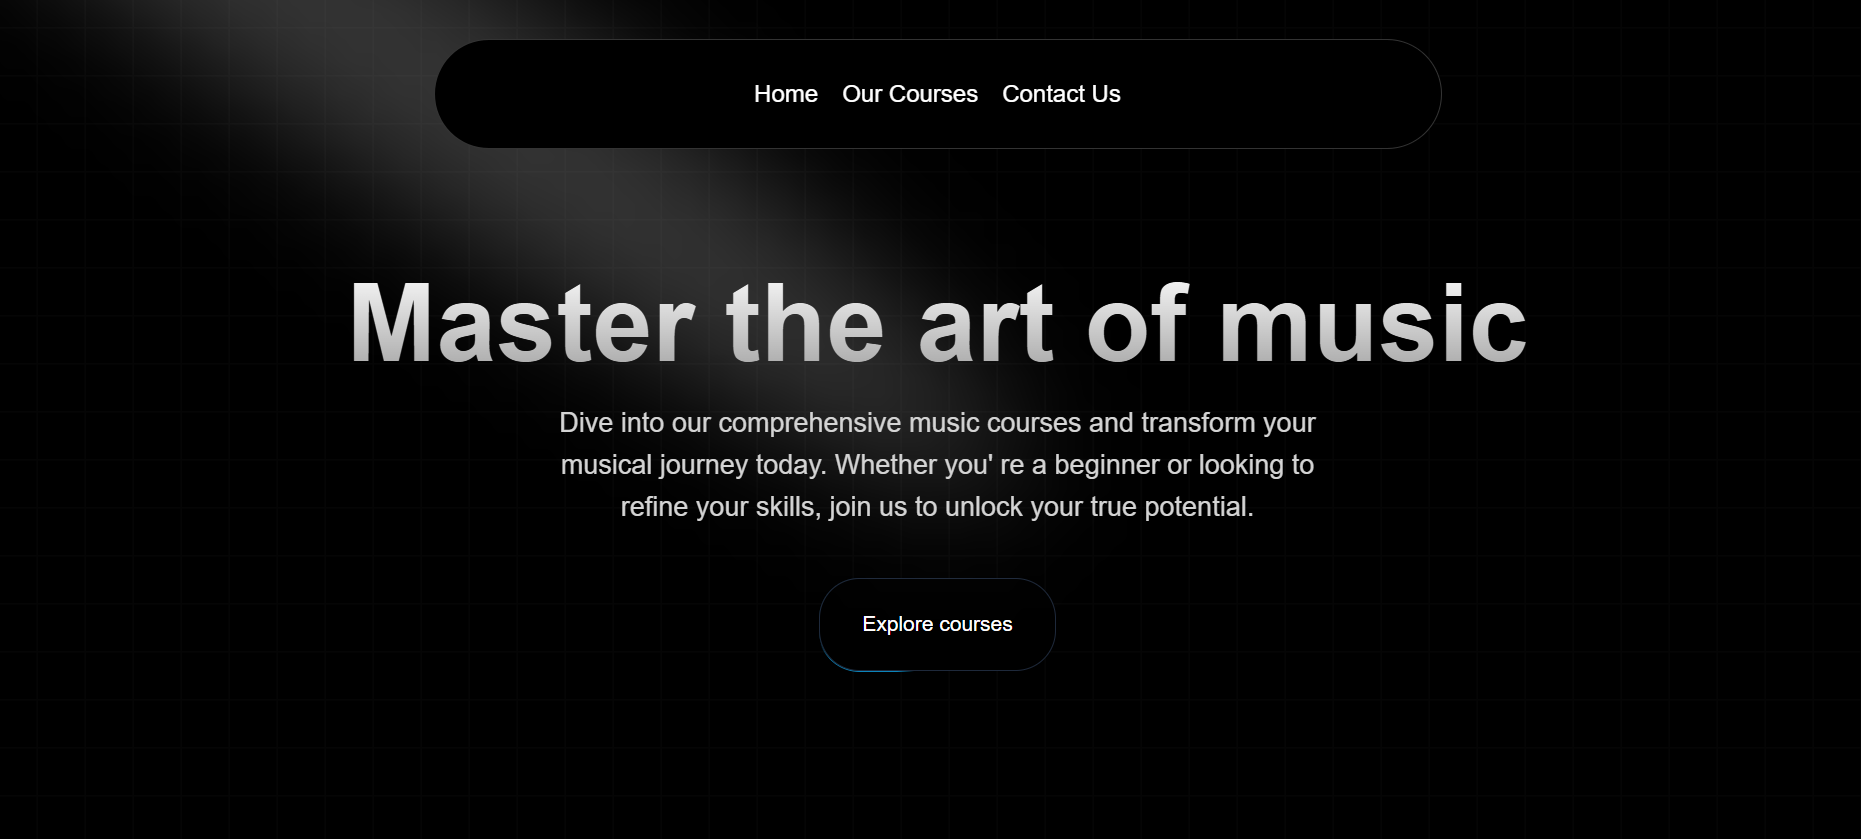 Home Our Courses Contact Us
Master the art of music
Dive into our comprehensive music courses and transform your
musical journey today. Whether you' re a beginner or looking to
refine your skills, join us to unlock your true potential.
Explore courses